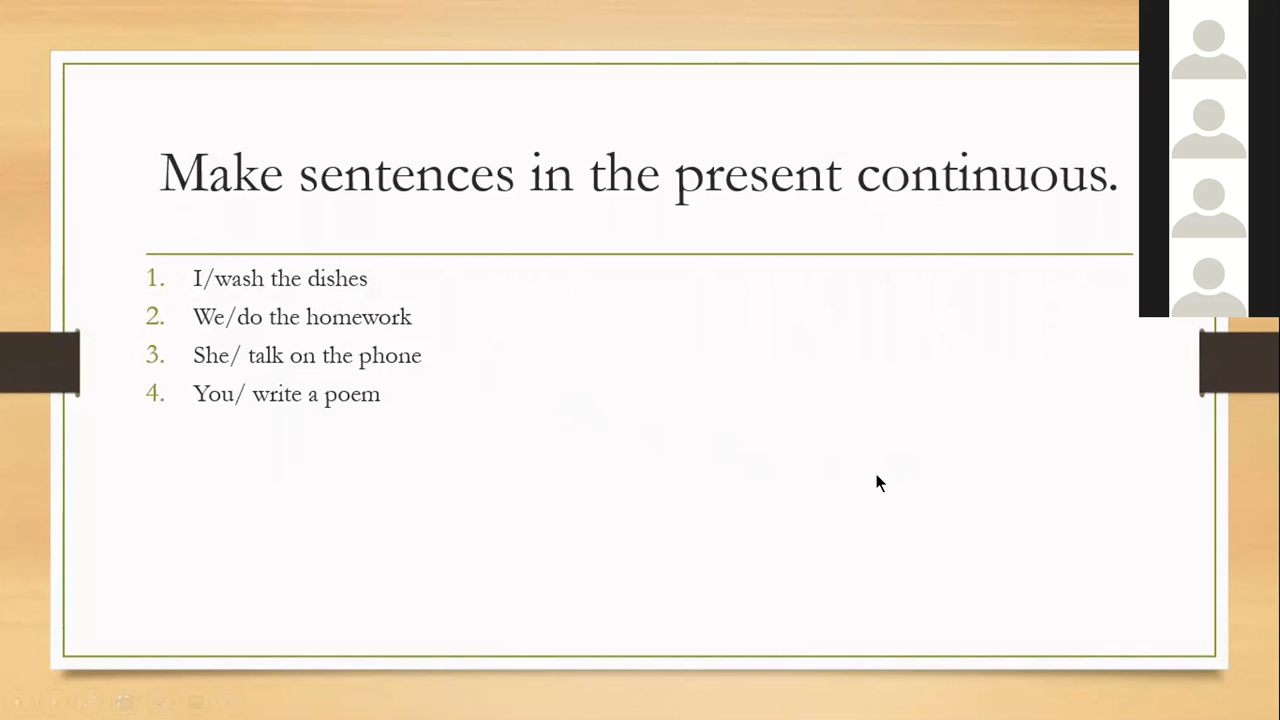 Make sentences in the present continuous.
1. I/wash the dishes
2. We/do the homework
3. She/ talk on the phone
4. You/ write a poem